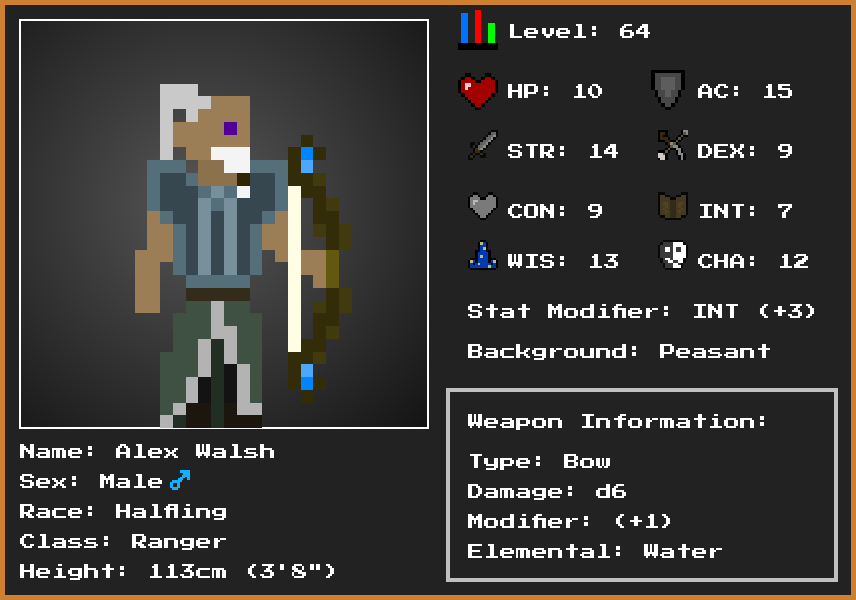 Level: 64
HP: 10
AC: 15
STR: 14
DEX: 9
CON: 9
INT: 7
WIS: 13
CHA: 12
Stat Modifier: INT (+3)
Background: Peasant
Weapon Information:
Type: Bow
Damage: d6
Modifier: (+1)
Elemental: Water
Name: Alex Walsh
Sex: Male ♂
Race: Halfling
Class: Ranger
Height: 113cm (3'8")